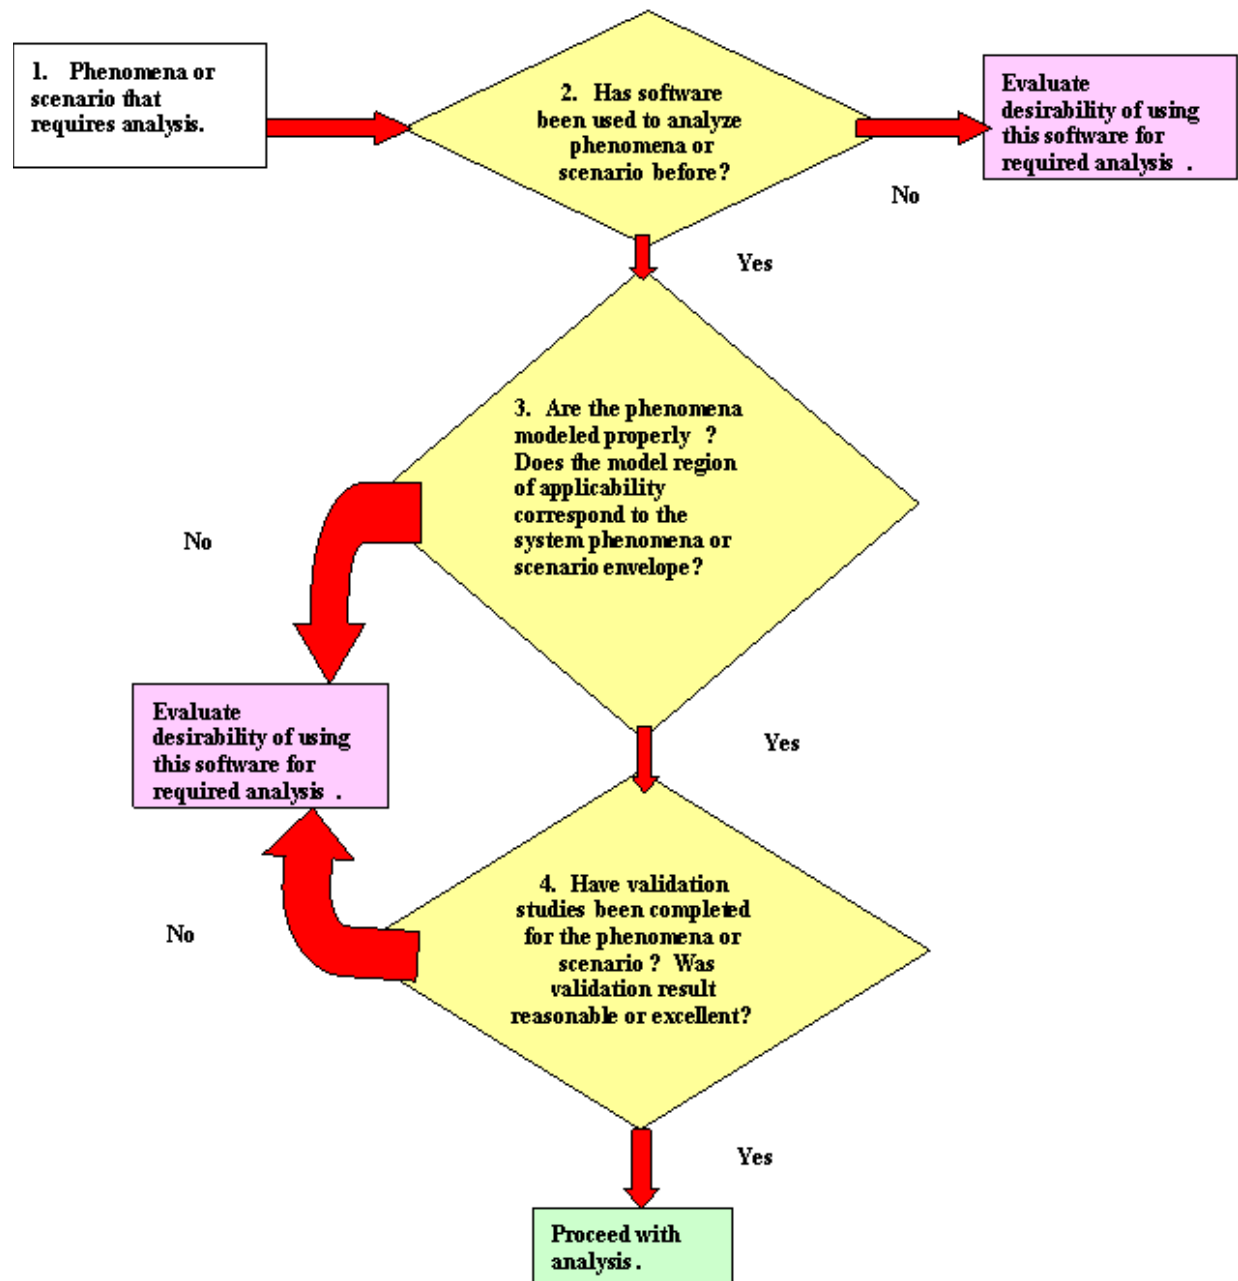 1. Phenomena or
scenario that
requires analysis.
2. Has software
been used to analyze
phenomena or
scenario before?
Evaluate
desirability of using
this software for
required analysis .
No
Yes
3. Are the phenomena
modeled properly ?
Does the model region
of applicability
correspond to the
system phenomena or
scenario envelope?
No
Evaluate
desirability of using
this software for
required analysis .
Yes
4. Have validation
studies been completed
for the phenomena or
scenario ? Was
validation result
reasonable or excellent?
No
Yes
Proceed with
analysis .